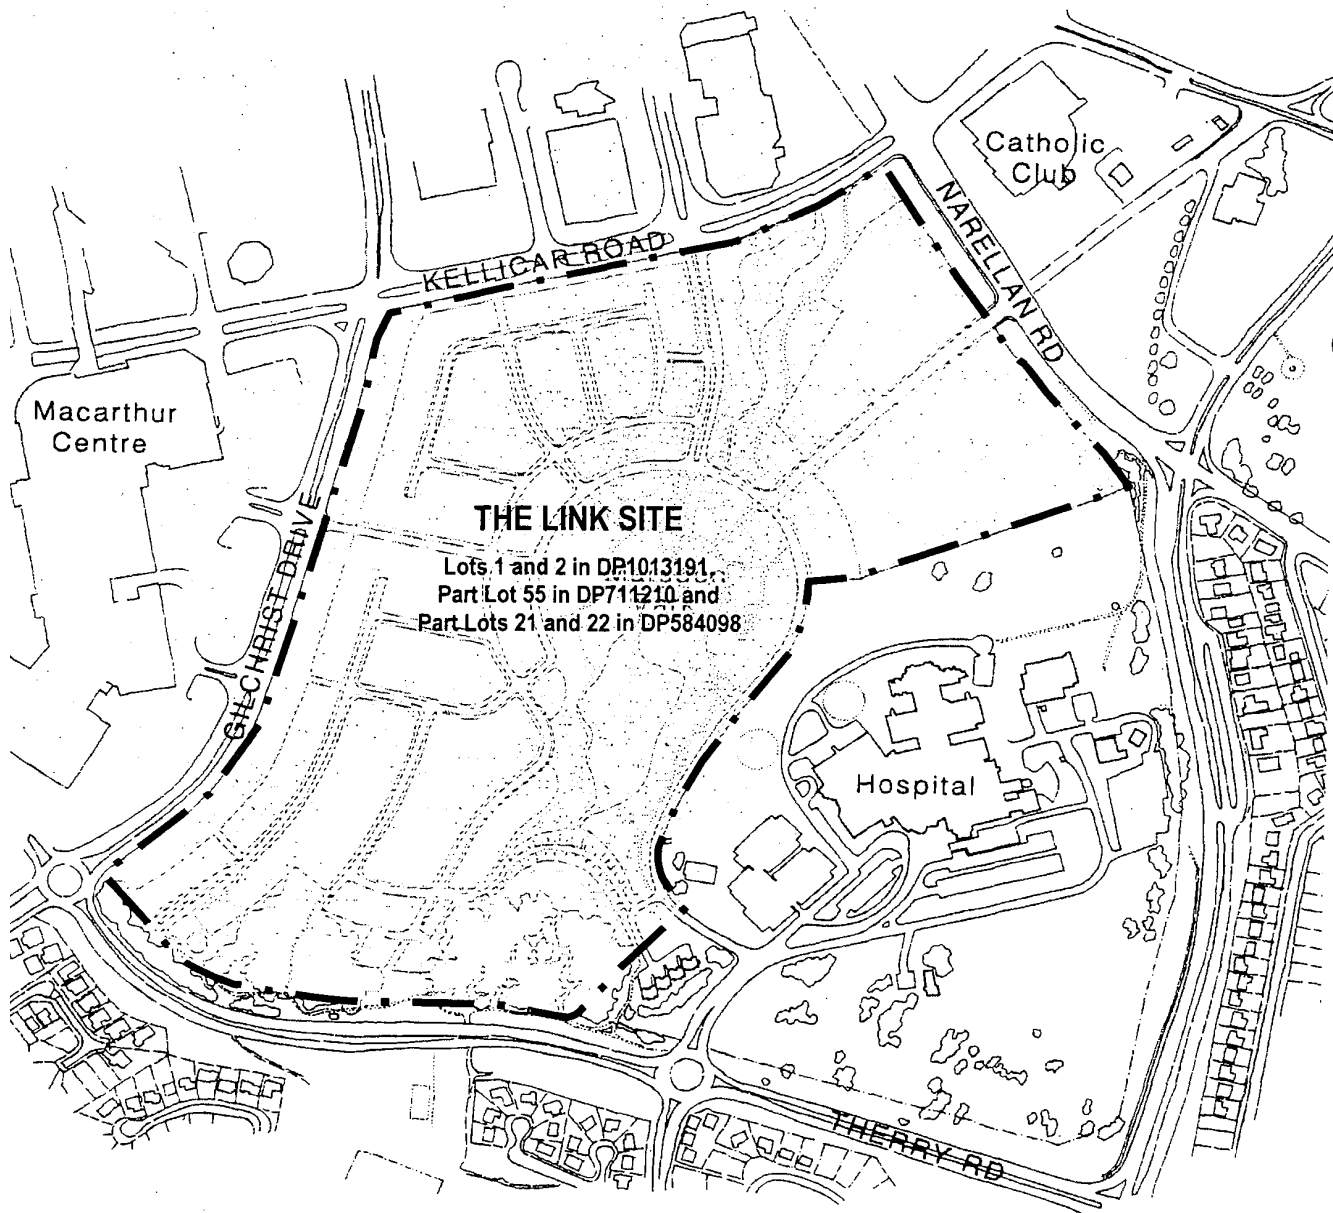 Catholic
Club
NARELLAN RD
KELLICAR ROAD
Macarthur
Centre
GILCHRIST DRIVE
THE LINK SITE
Lots 1 and 2 in DP1013191,
Part Lot 55 in DP711210 and
Part Lots 21 and 22 in DP584098
Hospital
THERRY RD